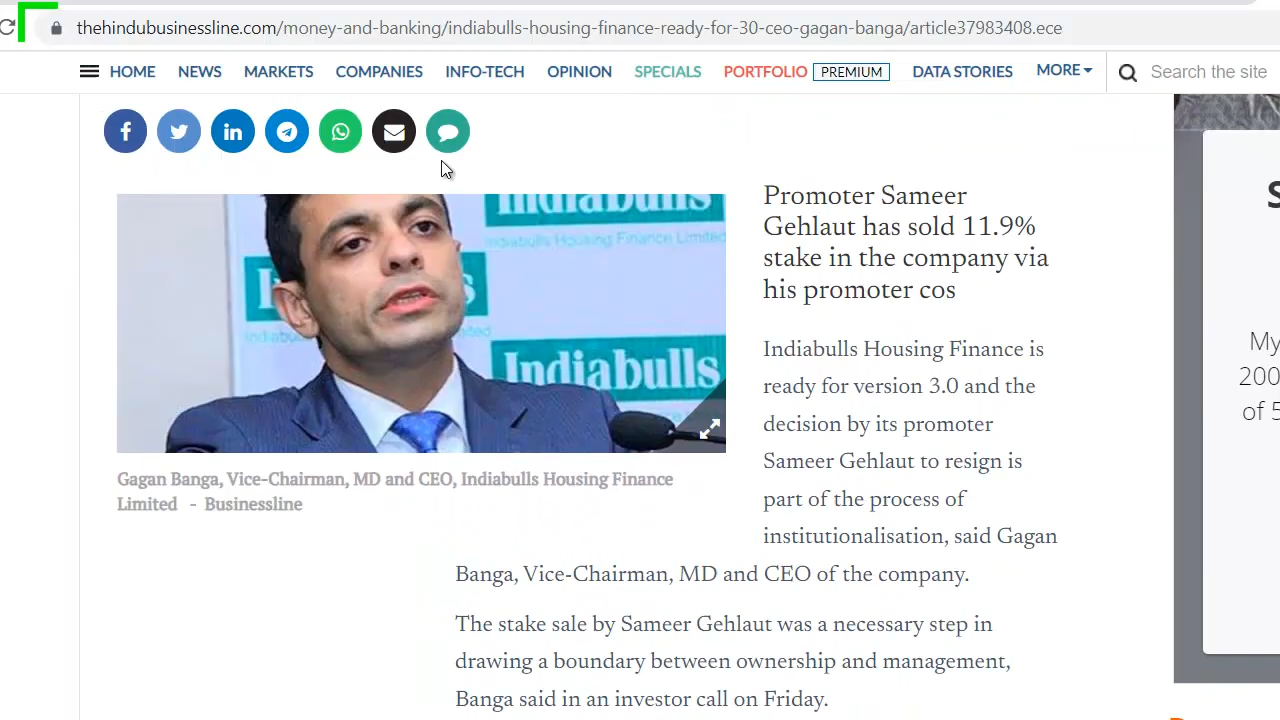 thehindubusinessline.com/money-and-banking/indiabulls-housing-finance-ready-for-30-ceo-gagan-banga/article37983408.ece
HOME NEWS MARKETS COMPANIES INFO-TECH OPINION SPECIALS PORTFOLIO PREMIUM DATA STORIES MORE Search the site
Indiabulls
Indiabulls Housing Finance Limited
Indiabulls
Promoter Sameer
Gehlaut has sold 11.9%
stake in the company via
his promoter cos
Indiabulls Housing Finance is
ready for version 3.0 and the
decision by its promoter
Sameer Gehlaut to resign is
part of the process of
institutionalisation, said Gagan
Banga, Vice-Chairman, MD and CEO of the company.
Gagan Banga, Vice-Chairman, MD and CEO, Indiabulls Housing Finance
Limited - Businessline
The stake sale by Sameer Gehlaut was a necessary step in
drawing a boundary between ownership and management,
Banga said in an investor call on Friday.
S
My
200
of 5